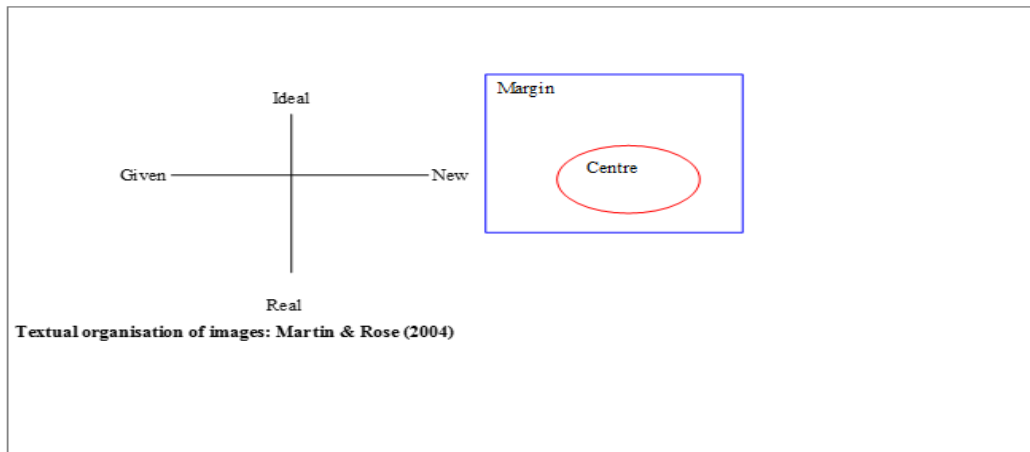 Margin
Ideal
Centre
Given
New
Real
Textual organisation of images: Martin & Rose (2004)